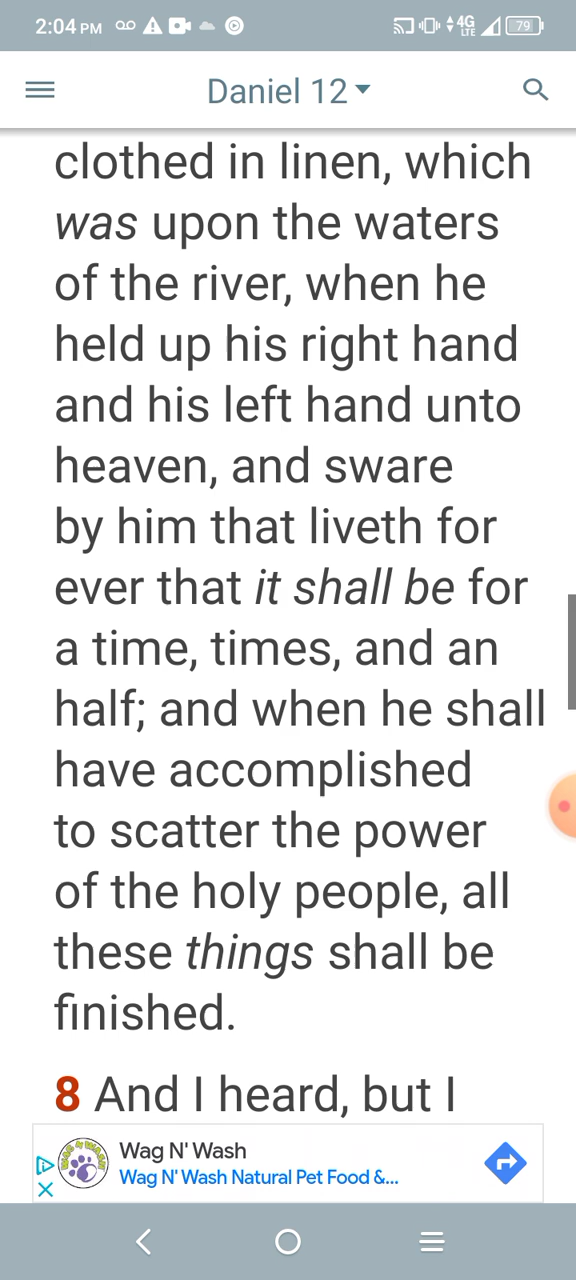 2:04 PM
4G
LTE
79
Daniel 12
clothed in linen, which
was upon the waters
of the river, when he
held up his right hand
and his left hand unto
heaven, and sware
by him that liveth for
ever that it shall be for
a time, times, and an
half; and when he shall
have accomplished
to scatter the power
of the holy people, all
these things shall be
finished.
8 And I heard, but I
Wag N' Wash
Wag N' Wash Natural Pet Food &...